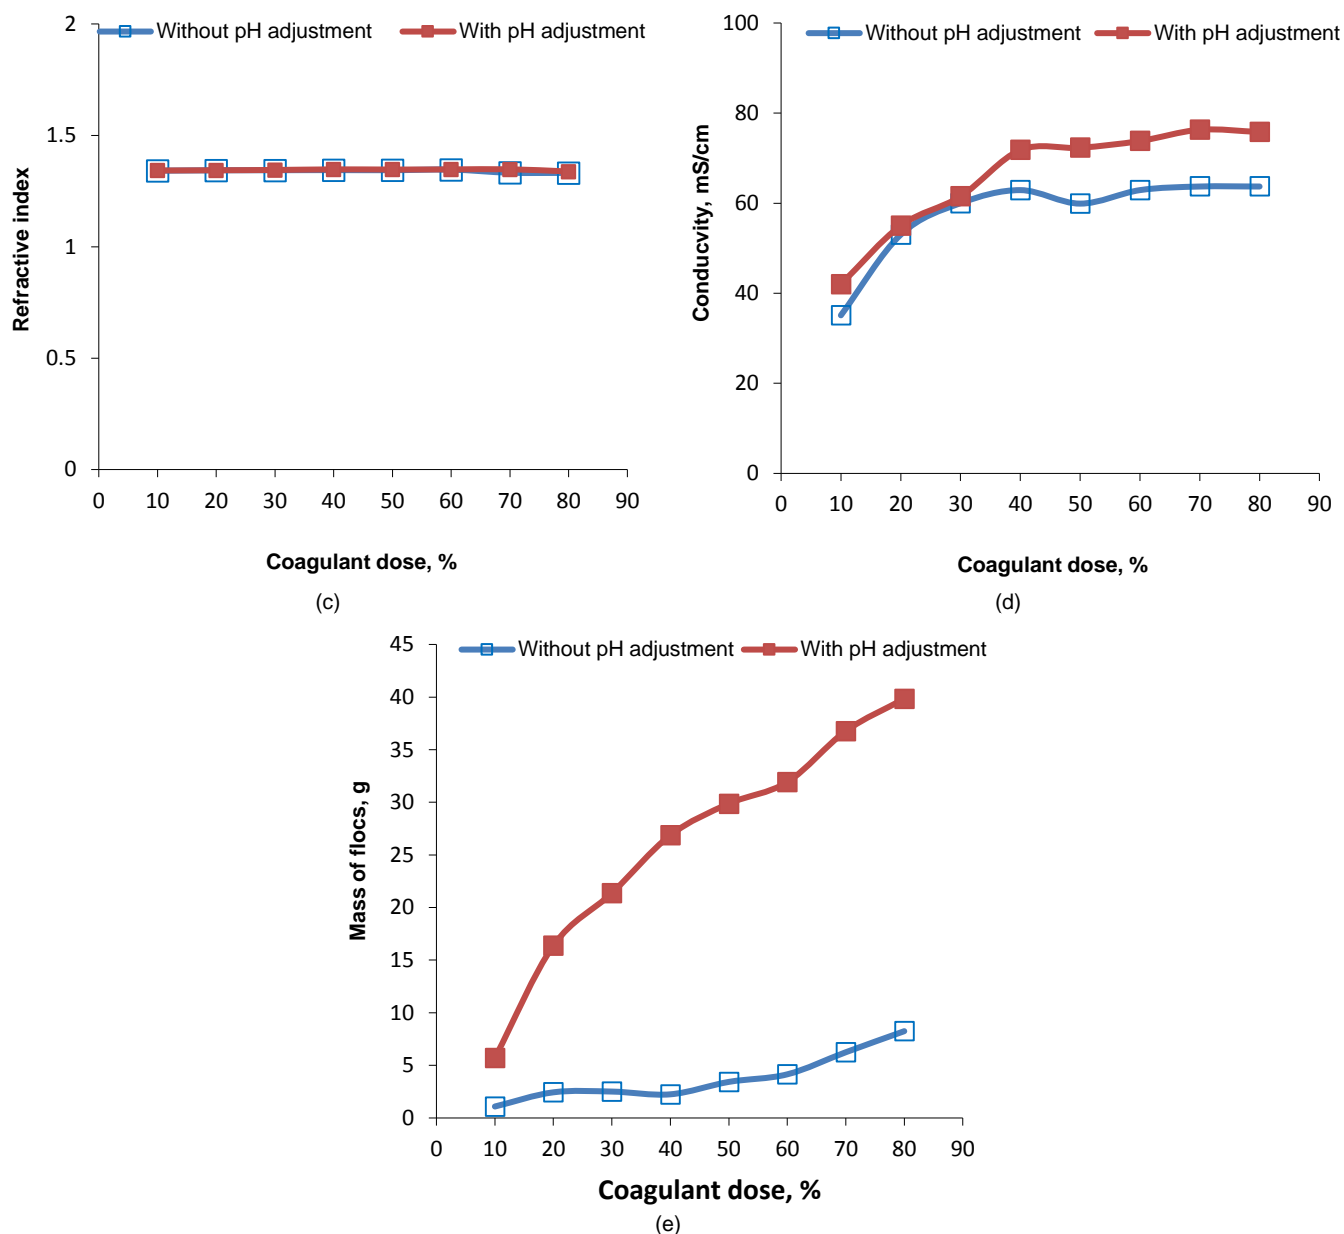 Without pH adjustment With pH adjustment
Refractive index
2
1.5
1
0.5
0
0 10 20 30 40 50 60 70 80 90
Coagulant dose, %
(c)
Without pH adjustment With pH adjustment
Conducvity, mS/cm
100
80
60
40
20
0
0 10 20 30 40 50 60 70 80 90
Coagulant dose, %
(d)
Without pH adjustment With pH adjustment
Mass of flocs, g
45
40
35
30
25
20
15
10
5
0
0 10 20 30 40 50 60 70 80 90
Coagulant dose, %
(e)